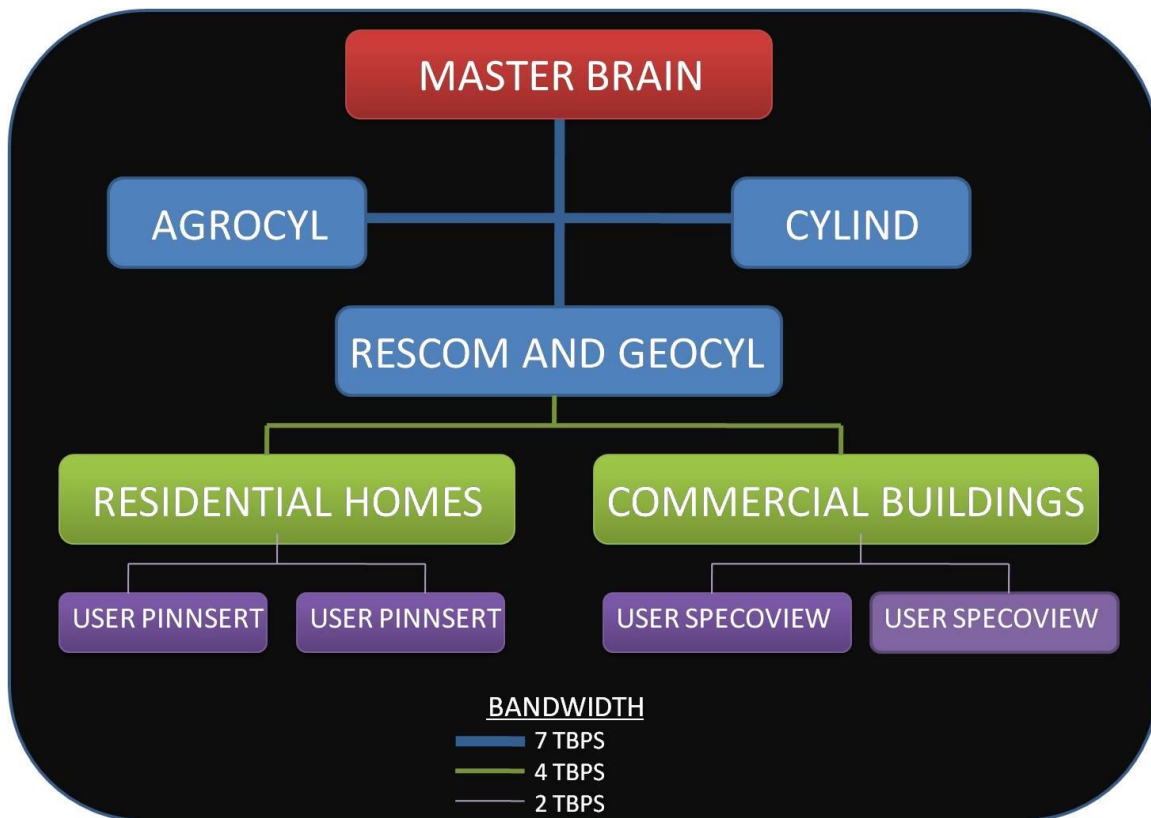 MASTER BRAIN
AGROCYL
CYLIND
RESCOM AND GEOCYL
RESIDENTIAL HOMES
COMMERCIAL BUILDINGS
USER PINNSERT
USER PINNSERT
USER SPECOVIEW
USER SPECOVIEW
BANDWIDTH
7 TBPS
4 TBPS
2 TBPS